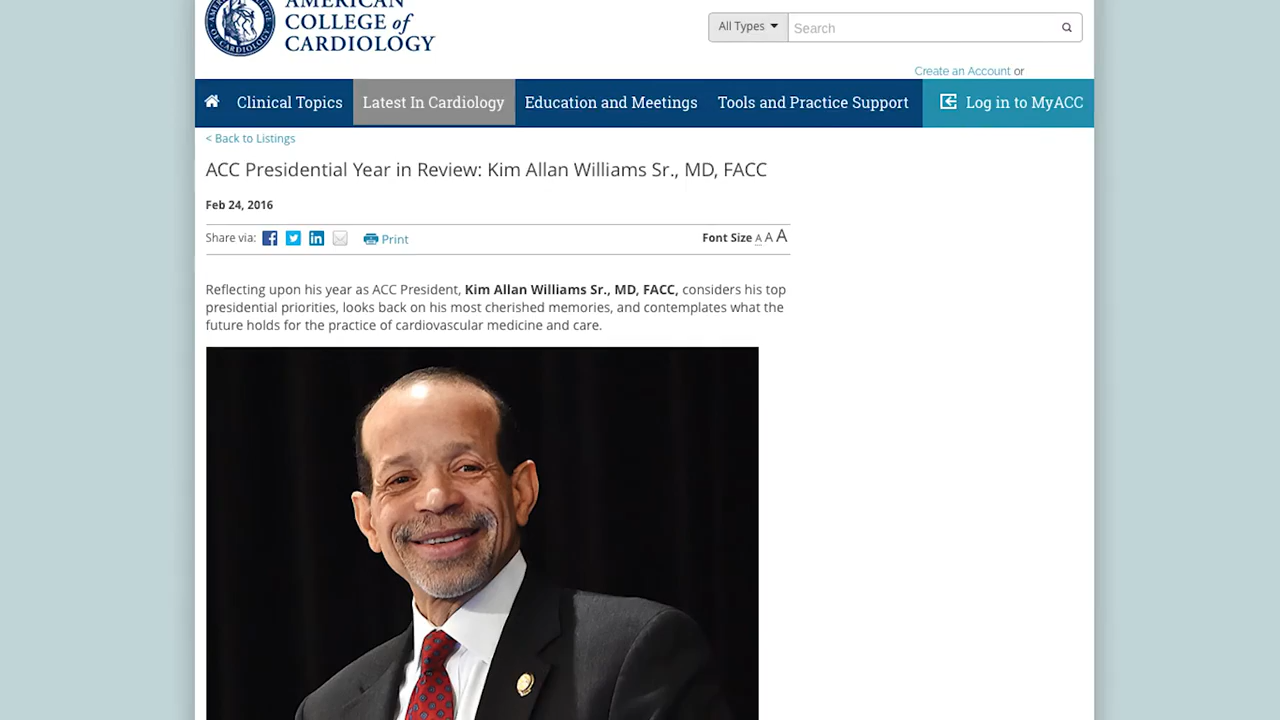 AMERICAN
COLLEGE of
CARDIOLOGY
All Types
Search
Create an Account or
Clinical Topics
Latest In Cardiology
Education and Meetings
Tools and Practice Support
Log in to MyACC
< Back to Listings
ACC Presidential Year in Review: Kim Allan Williams Sr., MD, FACC
Feb 24, 2016
Share via:
Print
Font Size A A A
Reflecting upon his year as ACC President, Kim Allan Williams Sr., MD, FACC, considers his top
presidential priorities, looks back on his most cherished memories, and contemplates what the
future holds for the practice of cardiovascular medicine and care.